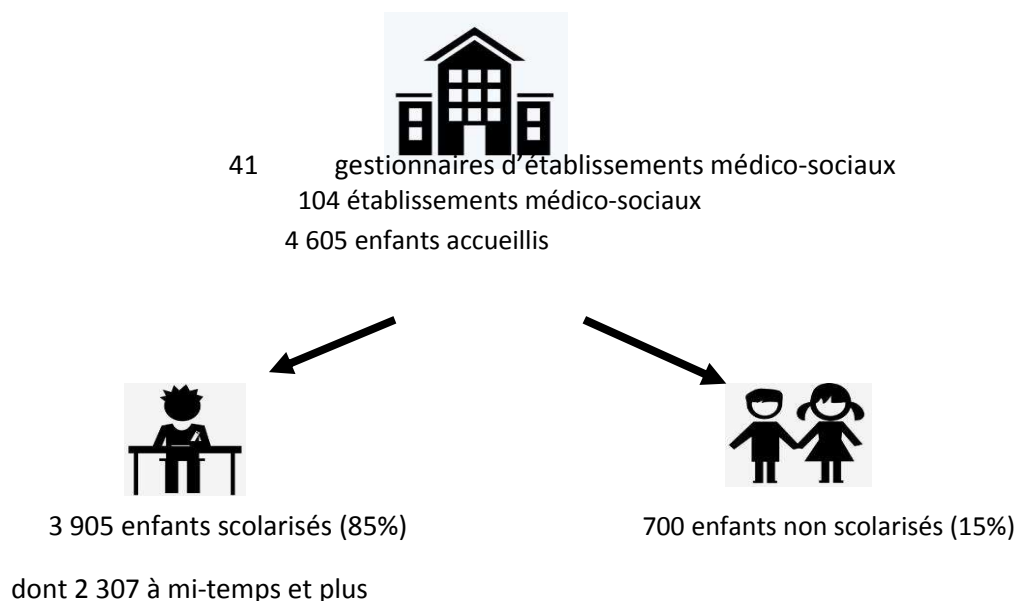 41 gestionnaires d'établissements médico-sociaux
104 établissements médico-sociaux
4 605 enfants accueillis
3 905 enfants scolarisés (85%)
700 enfants non scolarisés (15%)
dont 2 307 à mi-temps et plus